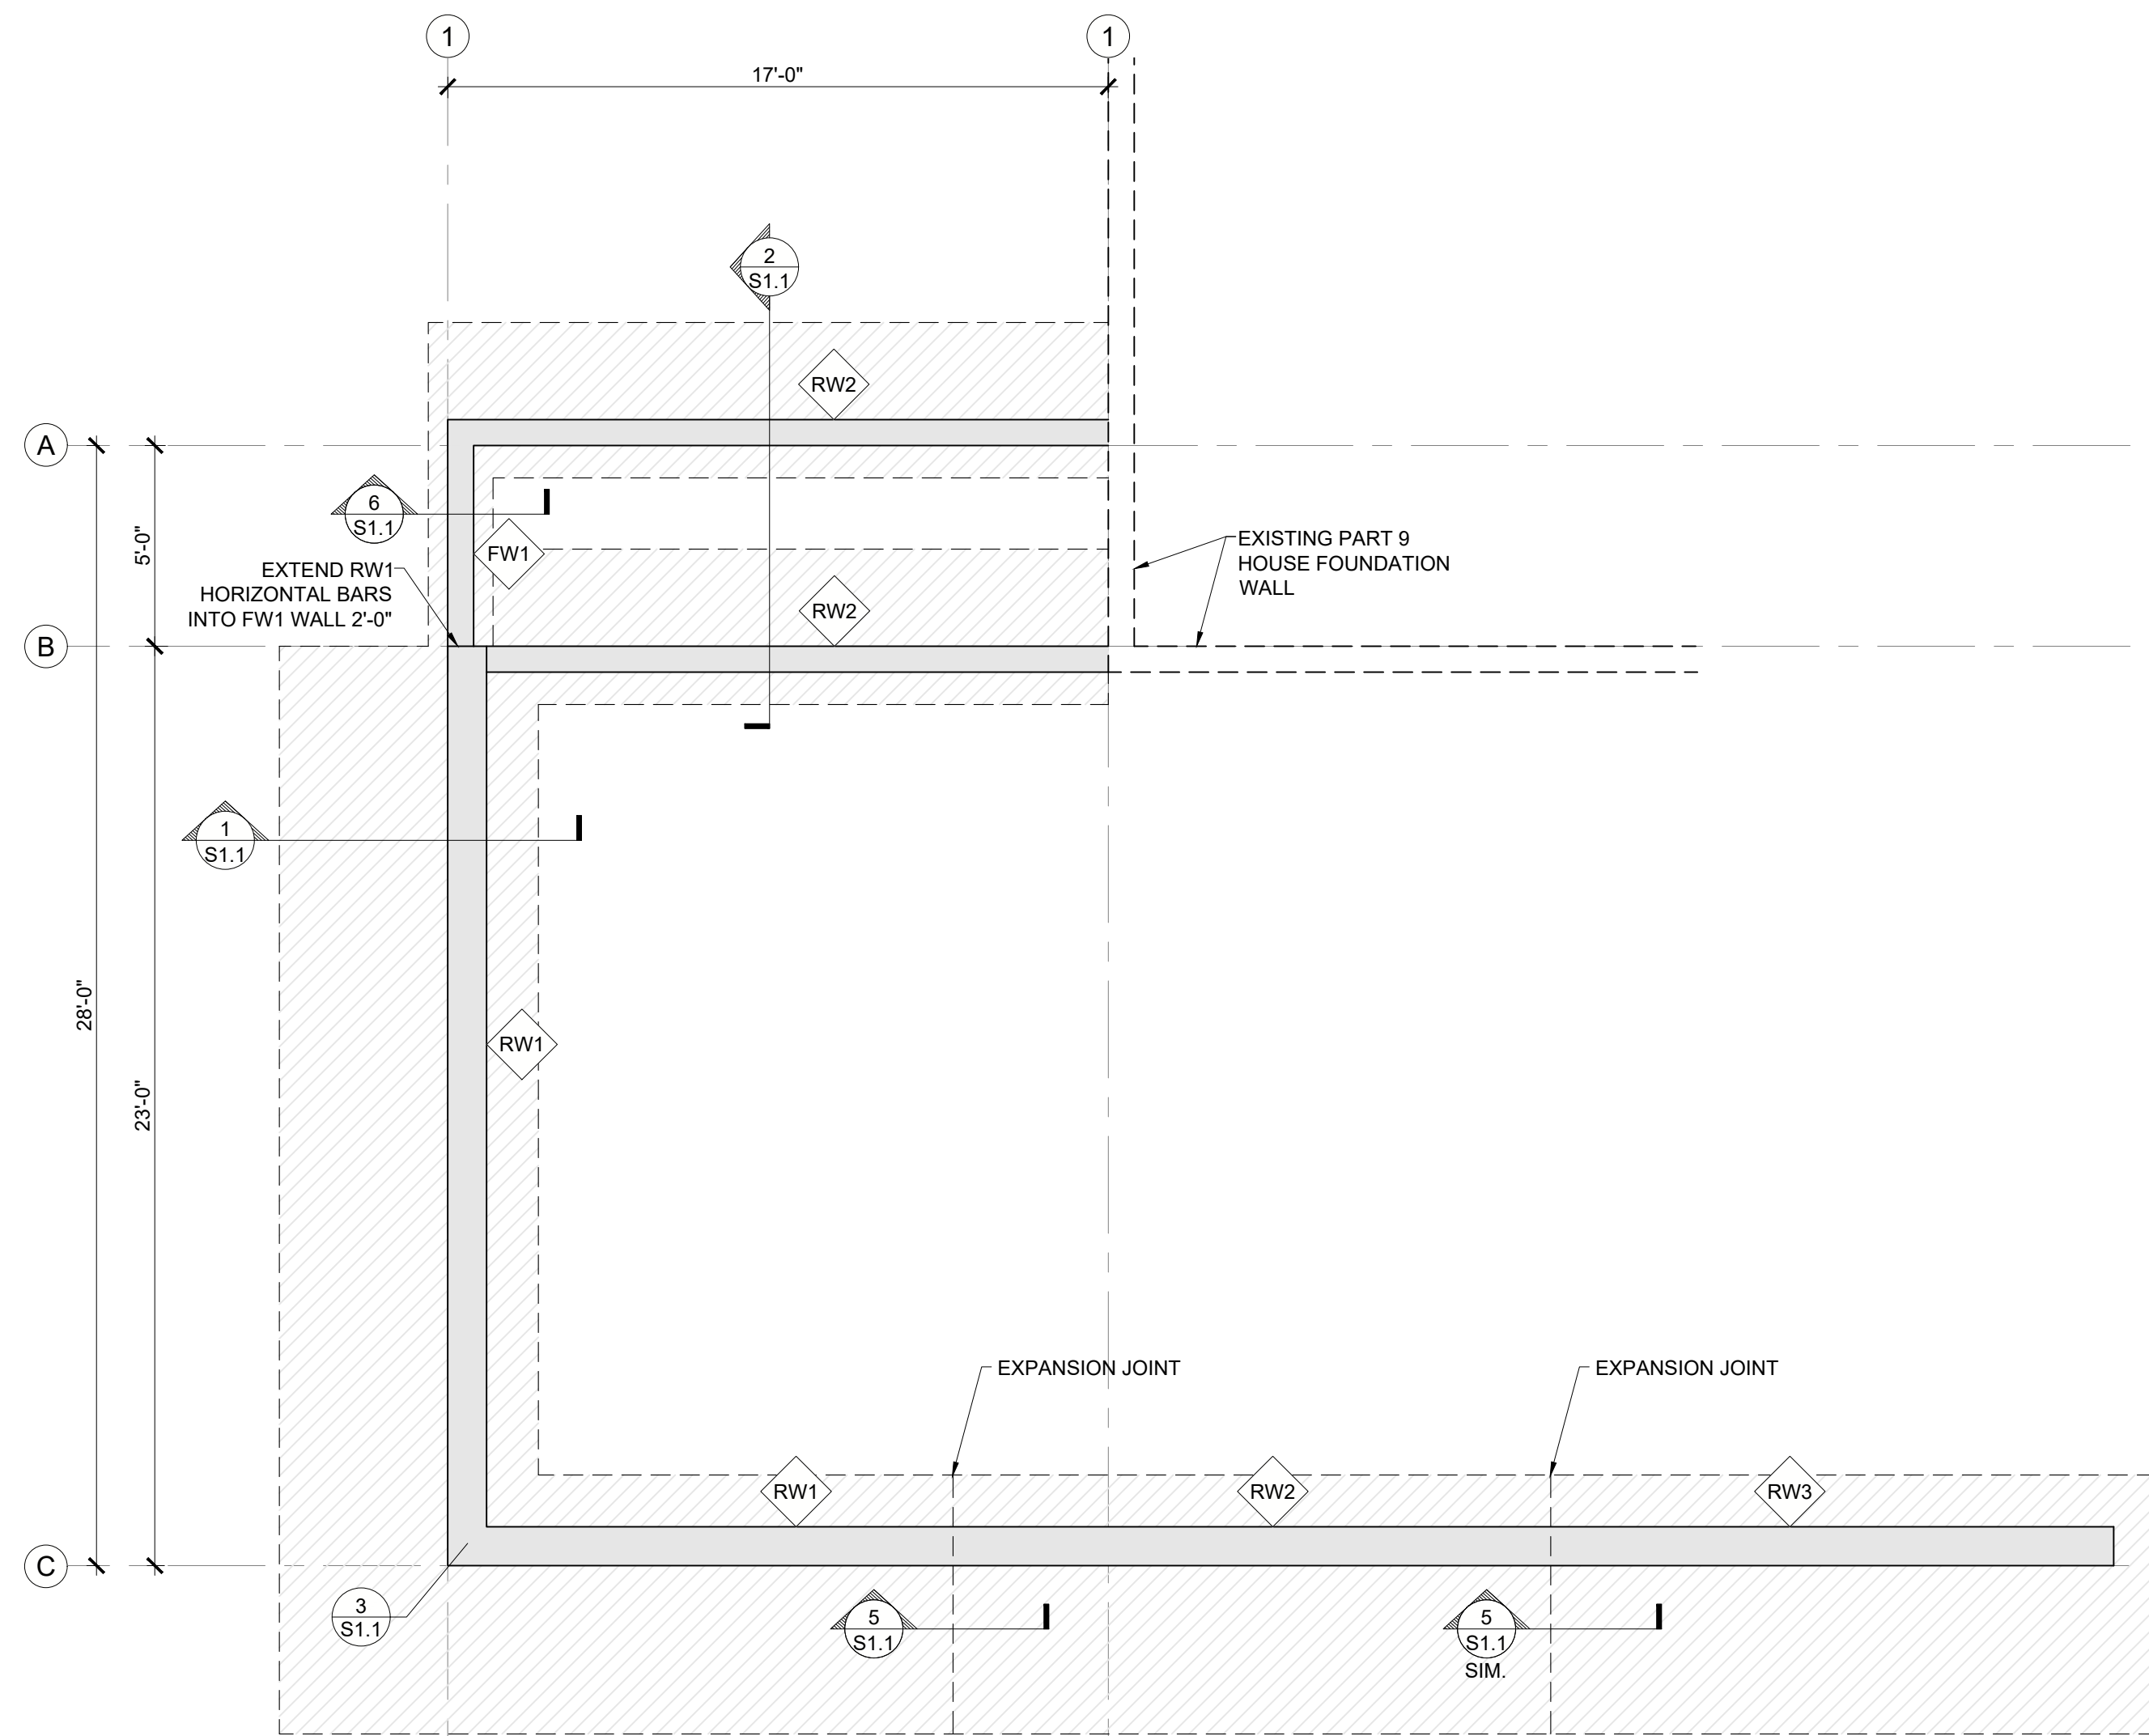 1
1
17'-0"
2
S1.1
RW2
A
6
S1.1
5'-0"
FW1
EXISTING PART 9
HOUSE FOUNDATION
WALL
EXTEND RW1
HORIZONTAL BARS
INTO FW1 WALL 2'-0"
RW2
B
1
S1.1
28'-0"
RW1
23'-0"
EXPANSION JOINT
EXPANSION JOINT
RW1
RW2
RW3
C
3
S1.1
5
S1.1
5
S1.1
SIM.